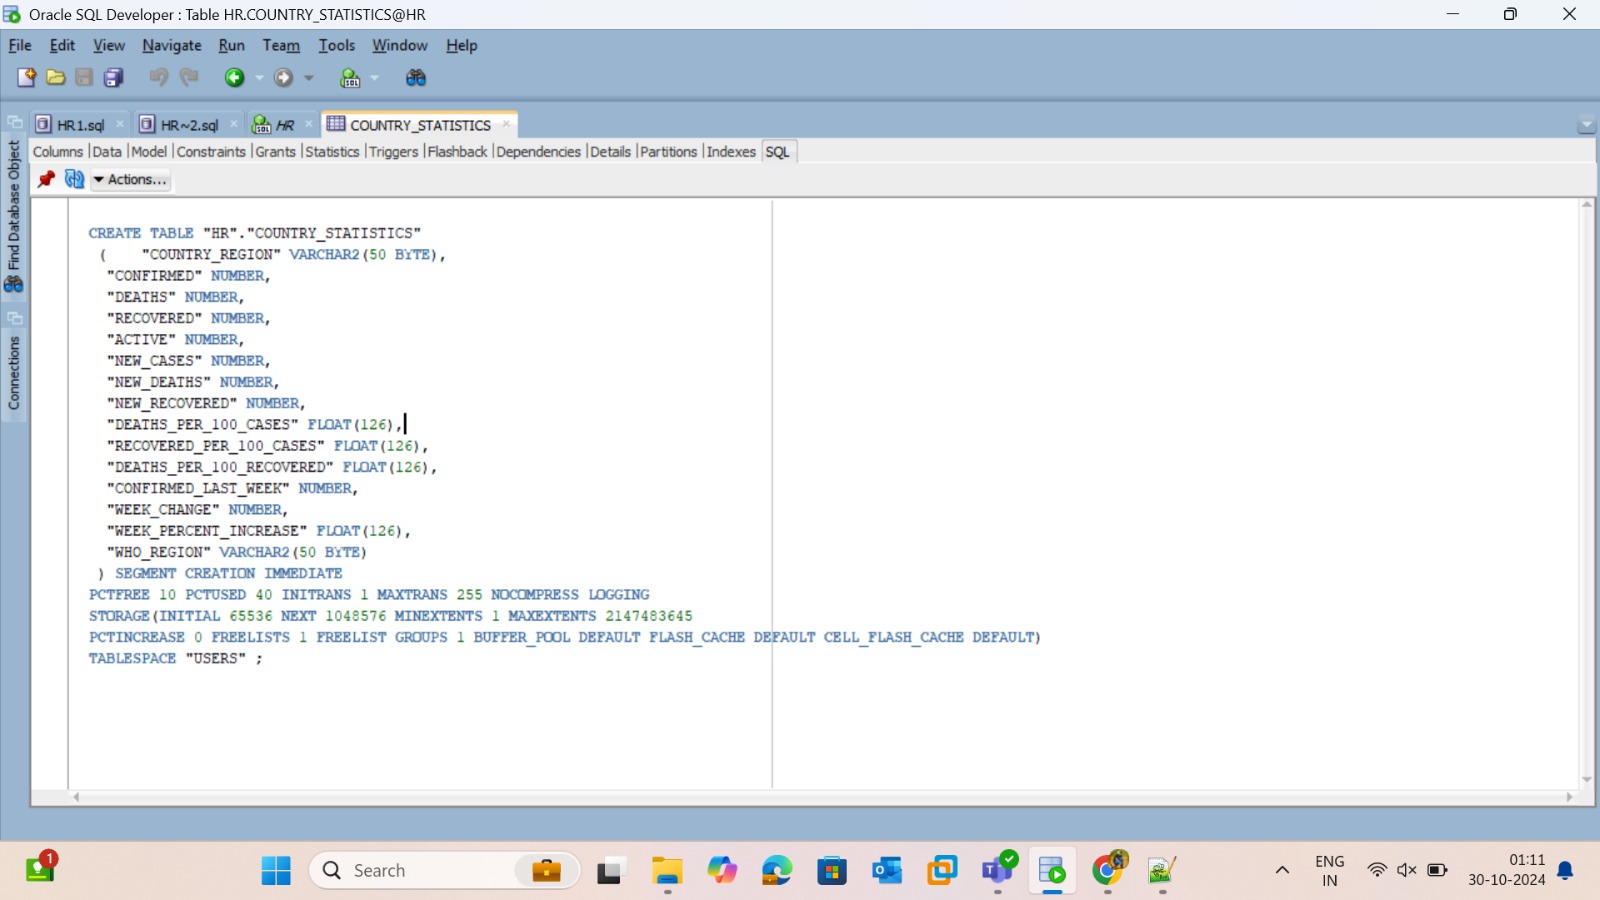 Oracle SQL Developer : Table HR.COUNTRY_STATISTICS@HR
File Edit View Navigate Run Team Tools Window Help
HR1.sql HR~2.sql HR COUNTRY_STATISTICS
Columns |Data |Model |Constraints |Grants |Statistics |Triggers |Flashback |Dependencies |Details |Partitions |Indexes SQL
Actions...
Find Database Object
Connections
CREATE TABLE "HR"."COUNTRY_STATISTICS"
( "COUNTRY_REGION" VARCHAR2(50 BYTE),
"CONFIRMED" NUMBER,
"DEATHS" NUMBER,
"RECOVERED" NUMBER,
"ACTIVE" NUMBER,
"NEW_CASES" NUMBER,
"NEW_DEATHS" NUMBER,
"NEW_RECOVERED" NUMBER,
"DEATHS_PER_100_CASES" FLOAT(126),
"RECOVERED_PER_100_CASES" FLOAT(126),
"DEATHS_PER_100_RECOVERED" FLOAT(126),
"CONFIRMED_LAST_WEEK" NUMBER,
"WEEK_CHANGE" NUMBER,
"WEEK_PERCENT_INCREASE" FLOAT(126),
"WHO_REGION" VARCHAR2(50 BYTE)
) SEGMENT CREATION IMMEDIATE
PCTFREE 10 PCTUSED 40 INITRANS 1 MAXTRANS 255 NOCOMPRESS LOGGING
STORAGE(INITIAL 65536 NEXT 1048576 MINEXTENTS 1 MAXEXTENTS 2147483645
PCTINCREASE 0 FREELISTS 1 FREELIST GROUPS 1 BUFFER_POOL DEFAULT FLASH_CACHE DEFAULT CELL_FLASH_CACHE DEFAULT)
TABLESPACE "USERS" ;
1
Search
ENG
IN
01:11
30-10-2024